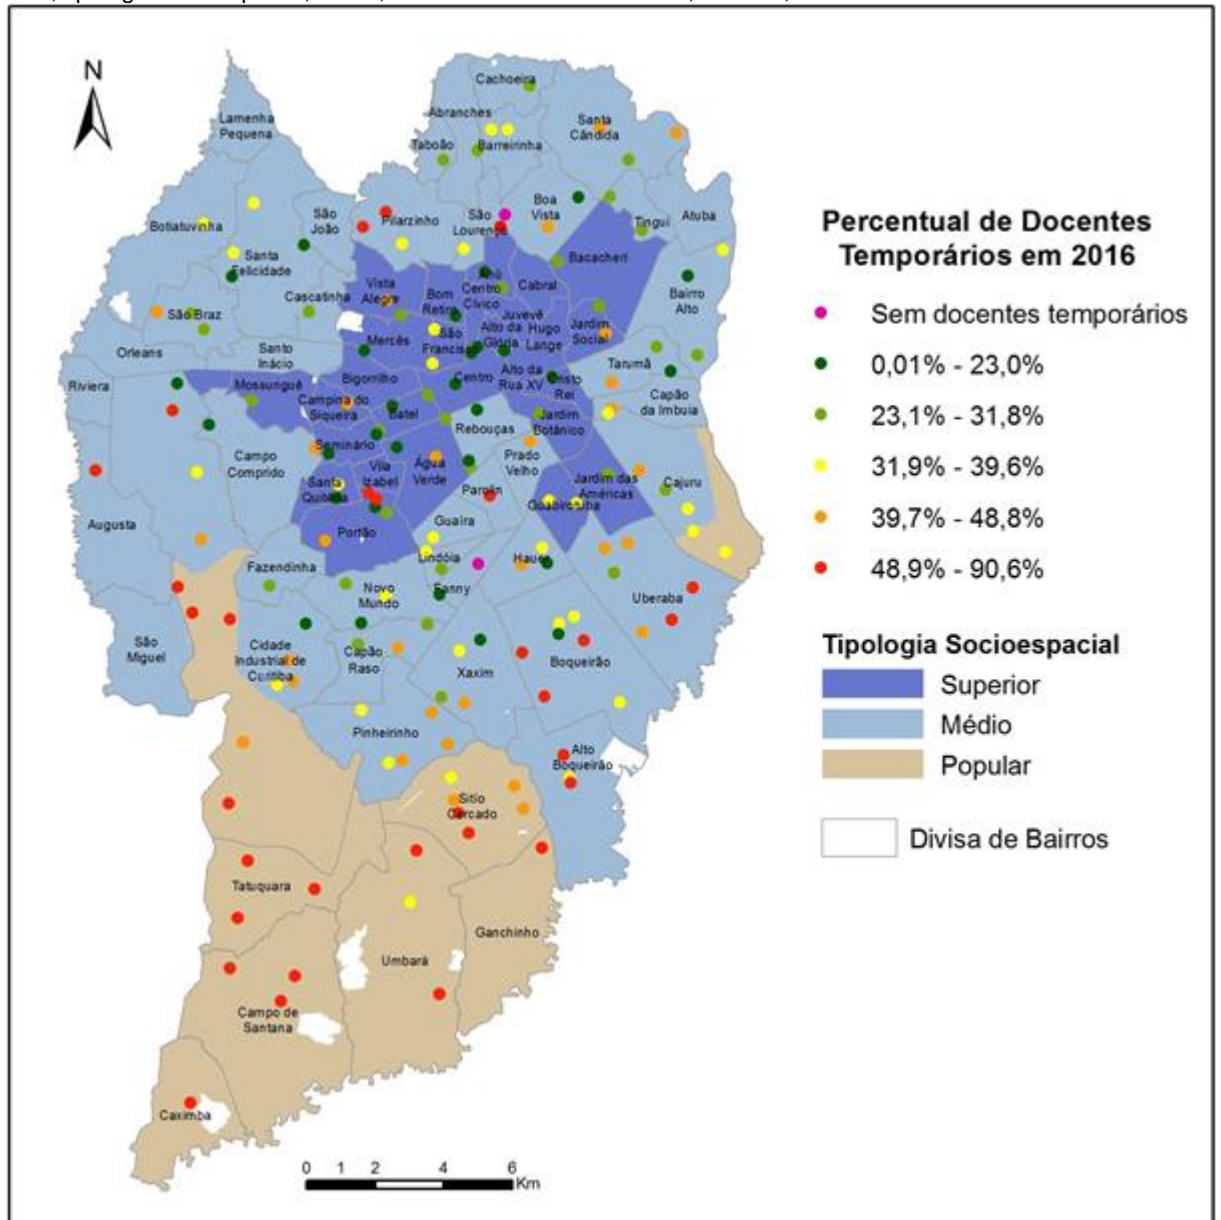 N
Cachoeira
Lamenha
Pequena
Abranches
Santa
Cândida
Taboão
Barreirinha
Botiatuvinha
São
João
Pilarzinho
São
Lourenço
Boa
Vista
Tingui
Atuba
Santa
Felicidade
Bacacheri
Cascatinha
Vista
Alegre
Bom
Retiro
Centro
Cívico
Cabral
Bairro
Alto
São Braz
Juvevê
Orleans
Santo
Inácio
Mercês
São
Francisco
Alto da
Glória
Hugo
Lange
Jardim
Social
Tarumã
Riviera
Mossunguê
Bigorrilho
Centro
Alto da
Rua XV
Cristo
Rei
Capão
da Imbuia
Campina do
Siqueira
Batel
Rebouças
Jardim
Botânico
Campo
Comprido
Seminário
Vila
Izabel
Água
Verde
Prado
Velho
Santa
Quitéria
Parolin
Jardim das
Américas
Cajuru
Guabirotuba
Augusta
Portão
Guaíra
Fazendinha
Lindóia
Hauer
Novo
Mundo
Fanny
Uberaba
São
Miguel
Cidade
Industrial de
Curitiba
Capão
Raso
Xaxim
Boqueirão
Pinheirinho
Alto
Boqueirão
Sítio
Cercado
Tatuquara
Ganchinho
Umbará
Campo de
Santana
Caximba
0 1 2 4 6
Km
Percentual de Docentes
Temporários em 2016
Sem docentes temporários
0,01% - 23,0%
23,1% - 31,8%
31,9% - 39,6%
39,7% - 48,8%
48,9% - 90,6%
Tipologia Socioespacial
Superior
Médio
Popular
Divisa de Bairros